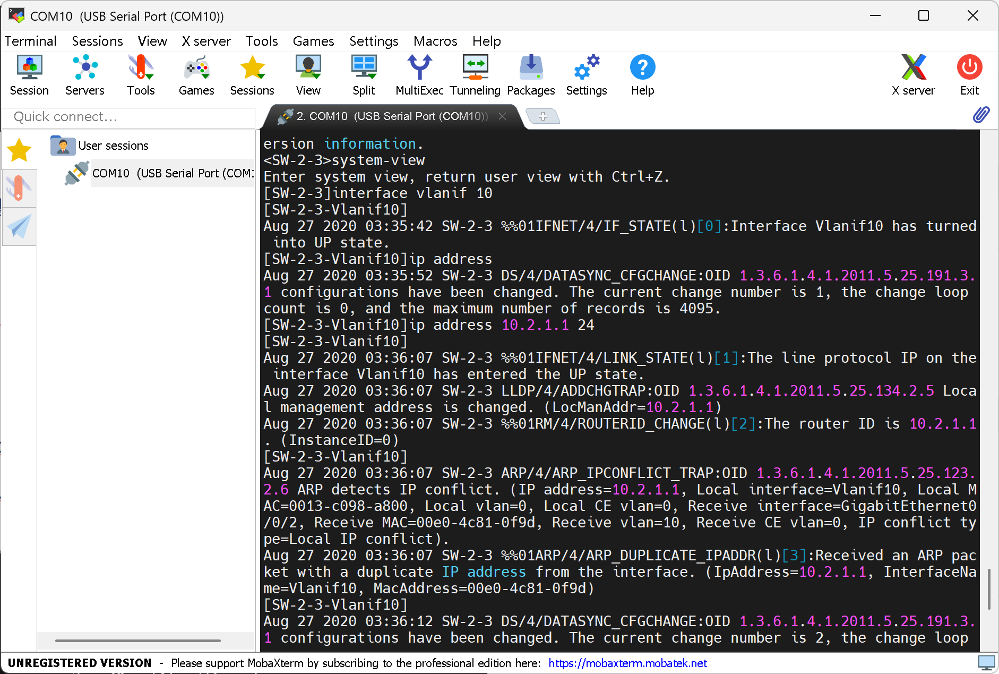 COM10  (USB Serial Port (COM10))
Terminal Sessions View X server Tools Games Settings Macros Help
Session Servers Tools Games Sessions View Split MultiExec Tunneling Packages Settings Help X server Exit
Quick connect...
2. COM10  (USB Serial Port (COM10))
User sessions
COM10  (USB Serial Port (COM1
ersion information.
<SW-2-3>system-view
Enter system view, return user view with Ctrl+Z.
[SW-2-3]interface vlanif 10
[SW-2-3-Vlanif10]
Aug 27 2020 03:35:42 SW-2-3 %%01IFNET/4/IF_STATE(l)[0]:Interface Vlanif10 has turned
 into UP state.
[SW-2-3-Vlanif10]ip address
Aug 27 2020 03:35:52 SW-2-3 DS/4/DATASYNC_CFGCHANGE:OID 1.3.6.1.4.1.2011.5.25.191.3.
1 configurations have been changed. The current change number is 1, the change loop
count is 0, and the maximum number of records is 4095.
[SW-2-3-Vlanif10]ip address 10.2.1.1 24
[SW-2-3-Vlanif10]
Aug 27 2020 03:36:07 SW-2-3 %%01IFNET/4/LINK_STATE(l)[1]:The line protocol IP on the
 interface Vlanif10 has entered the UP state.
Aug 27 2020 03:36:07 SW-2-3 LLDP/4/ADDCHGTRAP:OID 1.3.6.1.4.1.2011.5.25.134.2.5 Loca
l management address is changed. (LocManAddr=10.2.1.1)
Aug 27 2020 03:36:07 SW-2-3 %%01RM/4/ROUTERID_CHANGE(l)[2]:The router ID is 10.2.1.1
. (InstanceID=0)
[SW-2-3-Vlanif10]
Aug 27 2020 03:36:07 SW-2-3 ARP/4/ARP_IPCONFLICT_TRAP:OID 1.3.6.1.4.1.2011.5.25.123.
2.6 ARP detects IP conflict. (IP address=10.2.1.1, Local interface=Vlanif10, Local M
AC=0013-c098-a800, Local vlan=0, Local CE vlan=0, Receive interface=GigabitEthernet0
/0/2, Receive MAC=00e0-4c81-0f9d, Receive vlan=10, Receive CE vlan=0, IP conflict ty
pe=Local IP conflict).
Aug 27 2020 03:36:07 SW-2-3 %%01ARP/4/ARP_DUPLICATE_IPADDR(l)[3]:Received an ARP pac
ket with a duplicate IP address from the interface. (IpAddress=10.2.1.1, InterfaceNa
me=Vlanif10, MacAddress=00e0-4c81-0f9d)
[SW-2-3-Vlanif10]
Aug 27 2020 03:36:12 SW-2-3 DS/4/DATASYNC_CFGCHANGE:OID 1.3.6.1.4.1.2011.5.25.191.3.
1 configurations have been changed. The current change number is 2, the change loop
UNREGISTERED VERSION  -  Please support MobaXterm by subscribing to the professional edition here:  https://mobaxterm.mobatek.net